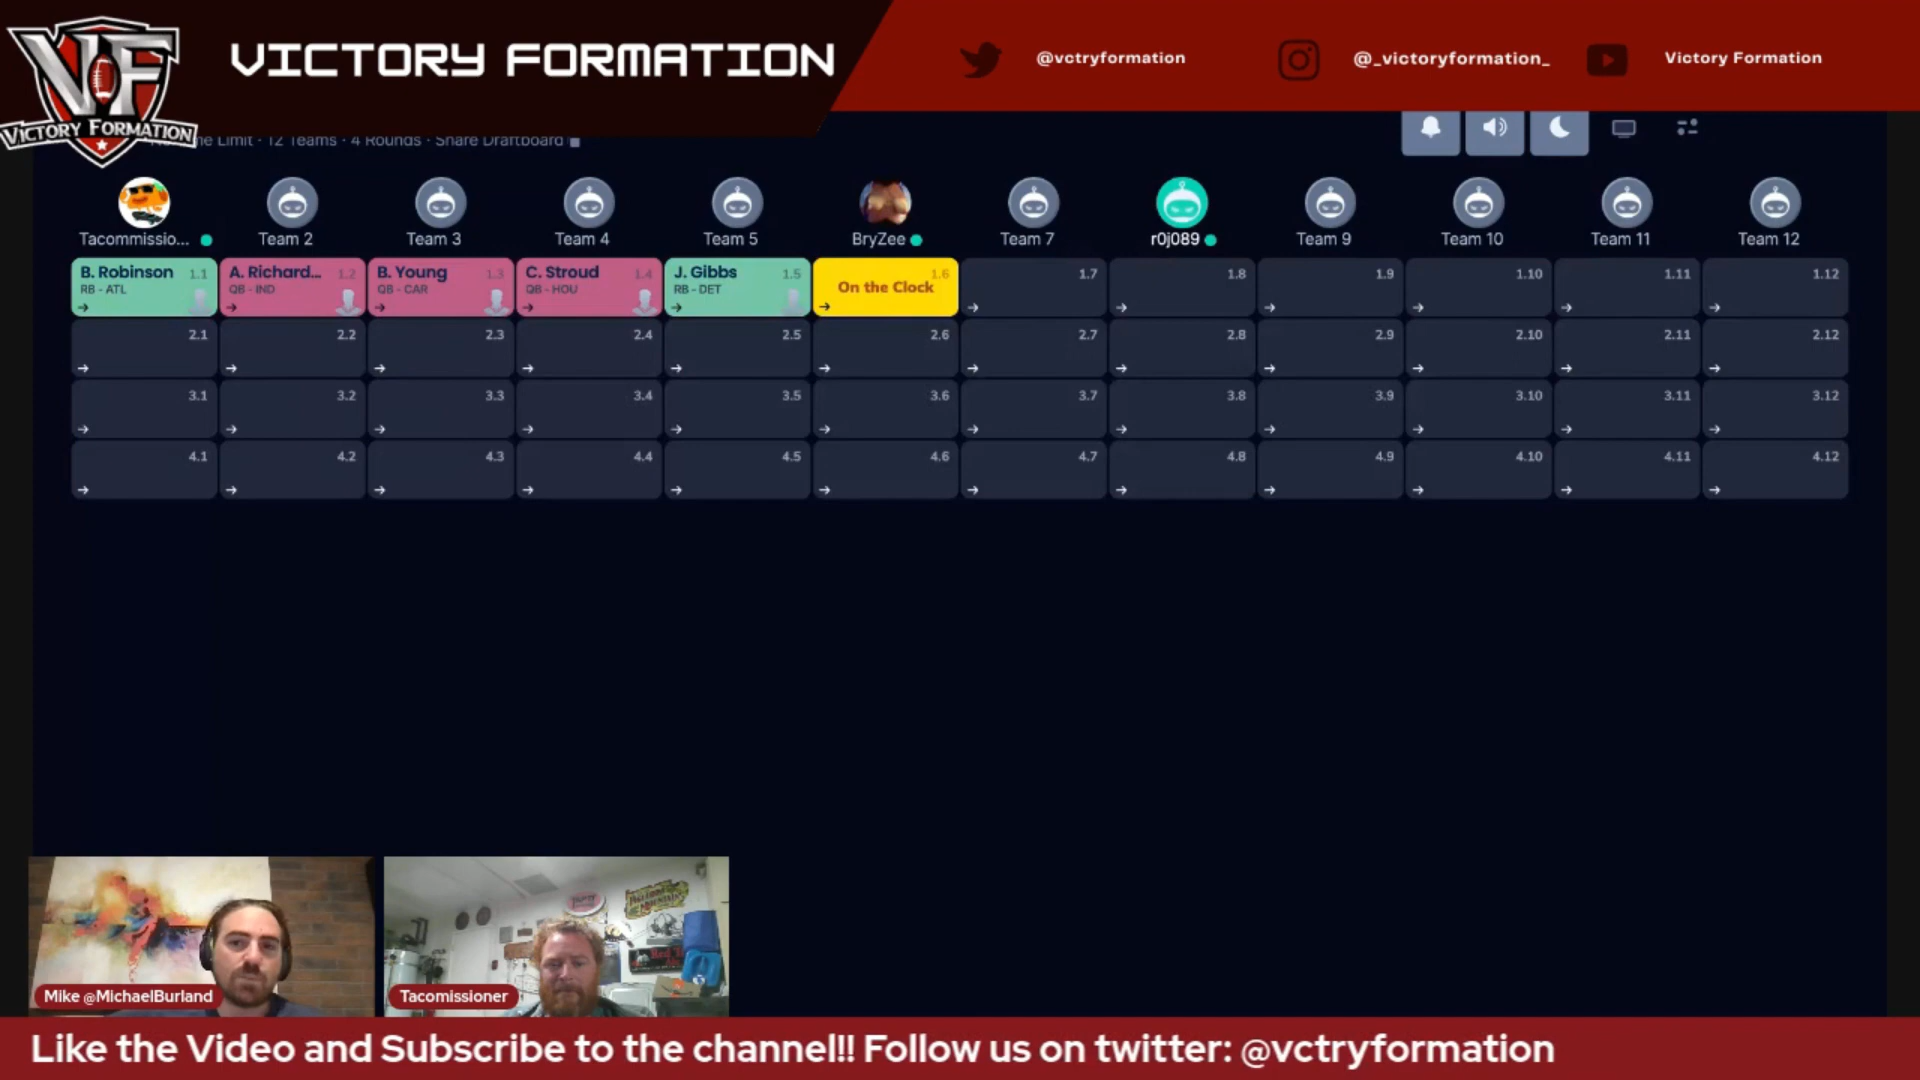 VF
VICTORY FORMATION
VICTORY FORMATION
@vctryformation
@_victoryformation_
Victory Formation
Limit · 12 Teams · 4 Rounds · Share Draftboard
Tacommissio...
Team 2
Team 3
Team 4
Team 5
BryZee
Team 7
r0j089
Team 9
Team 10
Team 11
Team 12
B. Robinson 1.1
RB - ATL
A. Richard... 1.2
QB - IND
B. Young 1.3
QB - CAR
C. Stroud 1.4
QB - HOU
J. Gibbs 1.5
RB - DET
1.6
On the Clock
1.7
1.8
1.9
1.10
1.11
1.12
2.1
2.2
2.3
2.4
2.5
2.6
2.7
2.8
2.9
2.10
2.11
2.12
3.1
3.2
3.3
3.4
3.5
3.6
3.7
3.8
3.9
3.10
3.11
3.12
4.1
4.2
4.3
4.4
4.5
4.6
4.7
4.8
4.9
4.10
4.11
4.12
Mike @MichaelBurland
Tacomissioner
Like the Video and Subscribe to the channel!! Follow us on twitter: @vctryformation